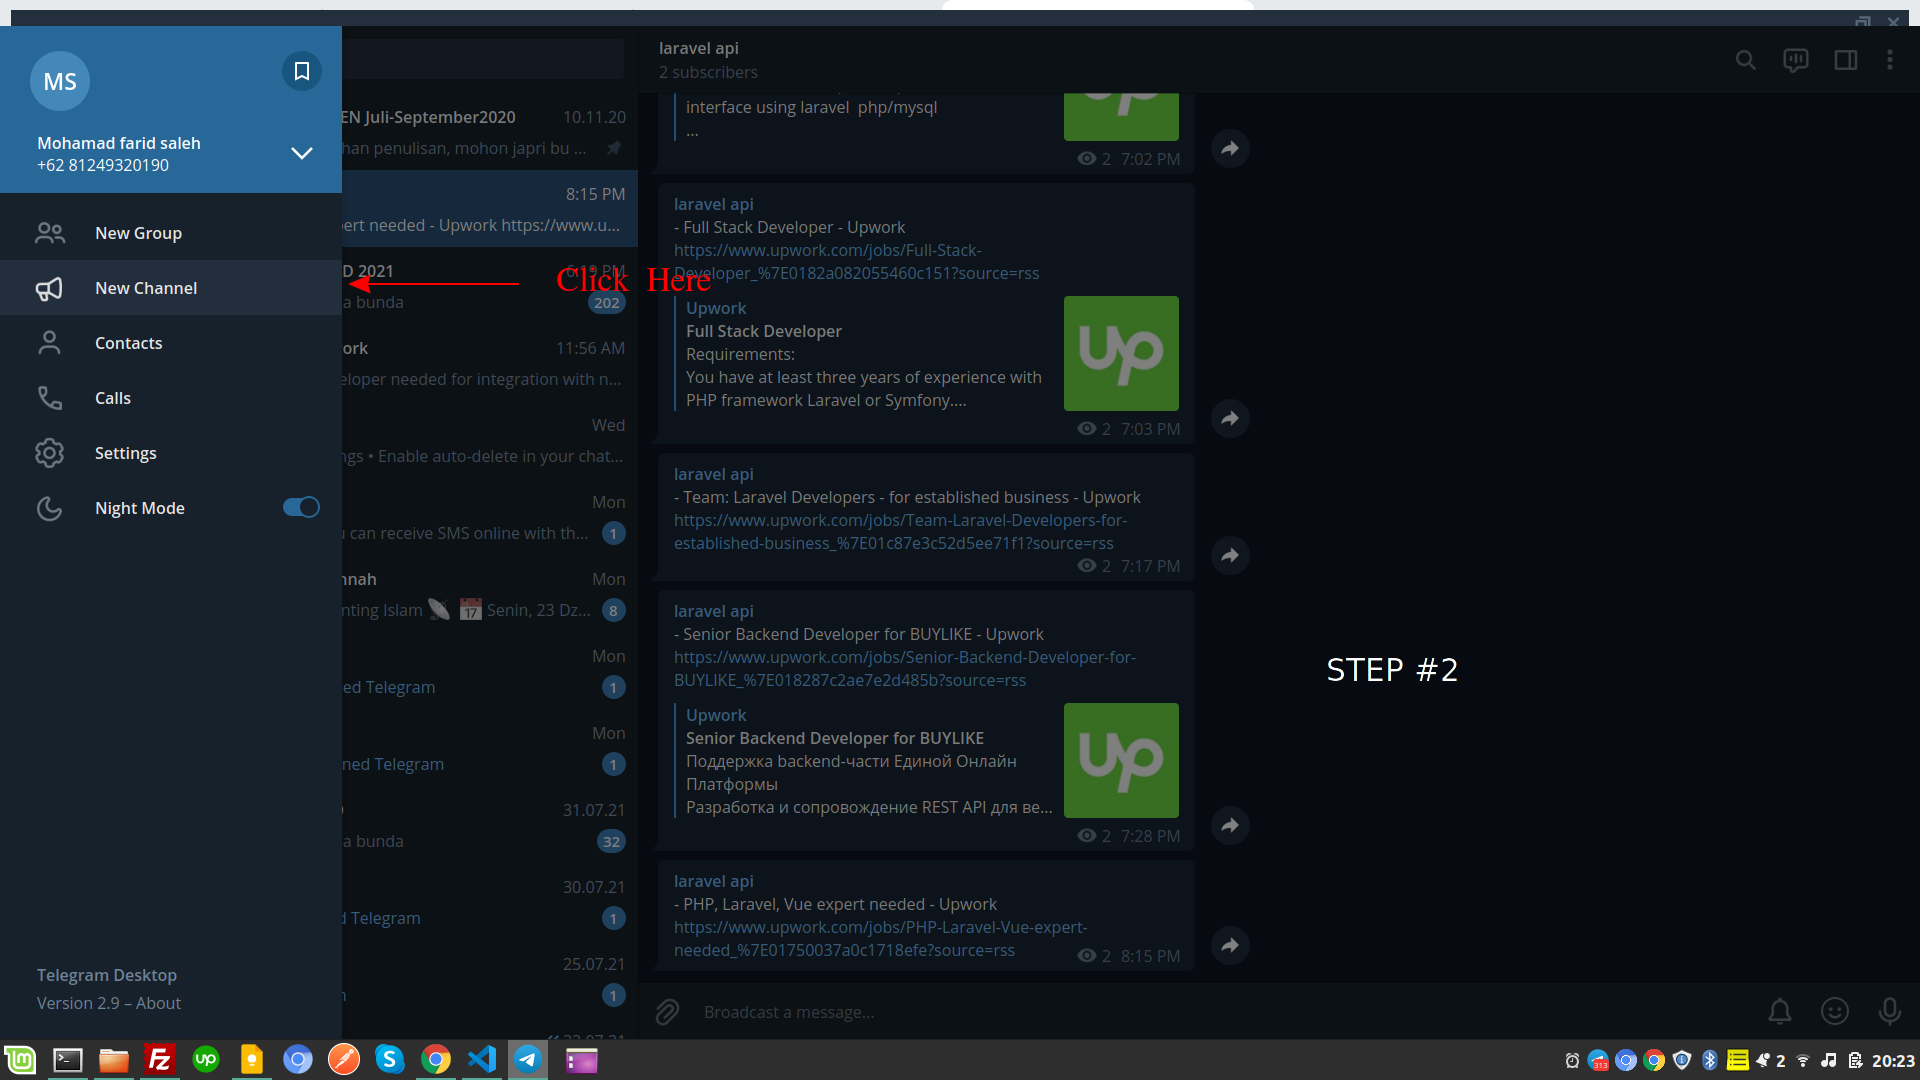 MS
Mohamad farid saleh
+62 81249320190
New Group
New Channel
Contacts
Calls
Settings
Night Mode
Telegram Desktop
Version 2.9 – About
EN Juli-September2020 10.11.20
han penulisan, mohon japri bu ...
8:15 PM
ert needed - Upwork https://www.u...
D 2021 6:19 PM
a bunda 202
Click Here
ork 11:56 AM
eloper needed for integration with n...
Wed
ngs • Enable auto-delete in your chat...
Mon
u can receive SMS online with th... 1
nnah Mon
nting Islam 17 Senin, 23 Dz... 8
Mon
ed Telegram 1
Mon
ned Telegram 1
31.07.21
a bunda 32
30.07.21
d Telegram 1
25.07.21
1
laravel api
2 subscribers
interface using laravel php/mysql
...
2 7:02 PM
laravel api
- Full Stack Developer - Upwork
https://www.upwork.com/jobs/Full-Stack-
Developer_%7E0182a082055460c151?source=rss
Upwork
Full Stack Developer
Requirements:
You have at least three years of experience with
PHP framework Laravel or Symfony....
up
2 7:03 PM
laravel api
- Team: Laravel Developers - for established business - Upwork
https://www.upwork.com/jobs/Team-Laravel-Developers-for-
established-business_%7E01c87e3c52d5ee71f1?source=rss
2 7:17 PM
laravel api
- Senior Backend Developer for BUYLIKE - Upwork
https://www.upwork.com/jobs/Senior-Backend-Developer-for-
BUYLIKE_%7E018287c2ae7e2d485b?source=rss
Upwork
Senior Backend Developer for BUYLIKE
Поддержка backend-части Единой Онлайн
Платформы
Разработка и сопровождение REST API для ве...
up
2 7:28 PM
laravel api
- PHP, Laravel, Vue expert needed - Upwork
https://www.upwork.com/jobs/PHP-Laravel-Vue-expert-
needed_%7E01750037a0c1718efe?source=rss
2 8:15 PM
Broadcast a message...
STEP #2
Fz
up
313
2
20:23